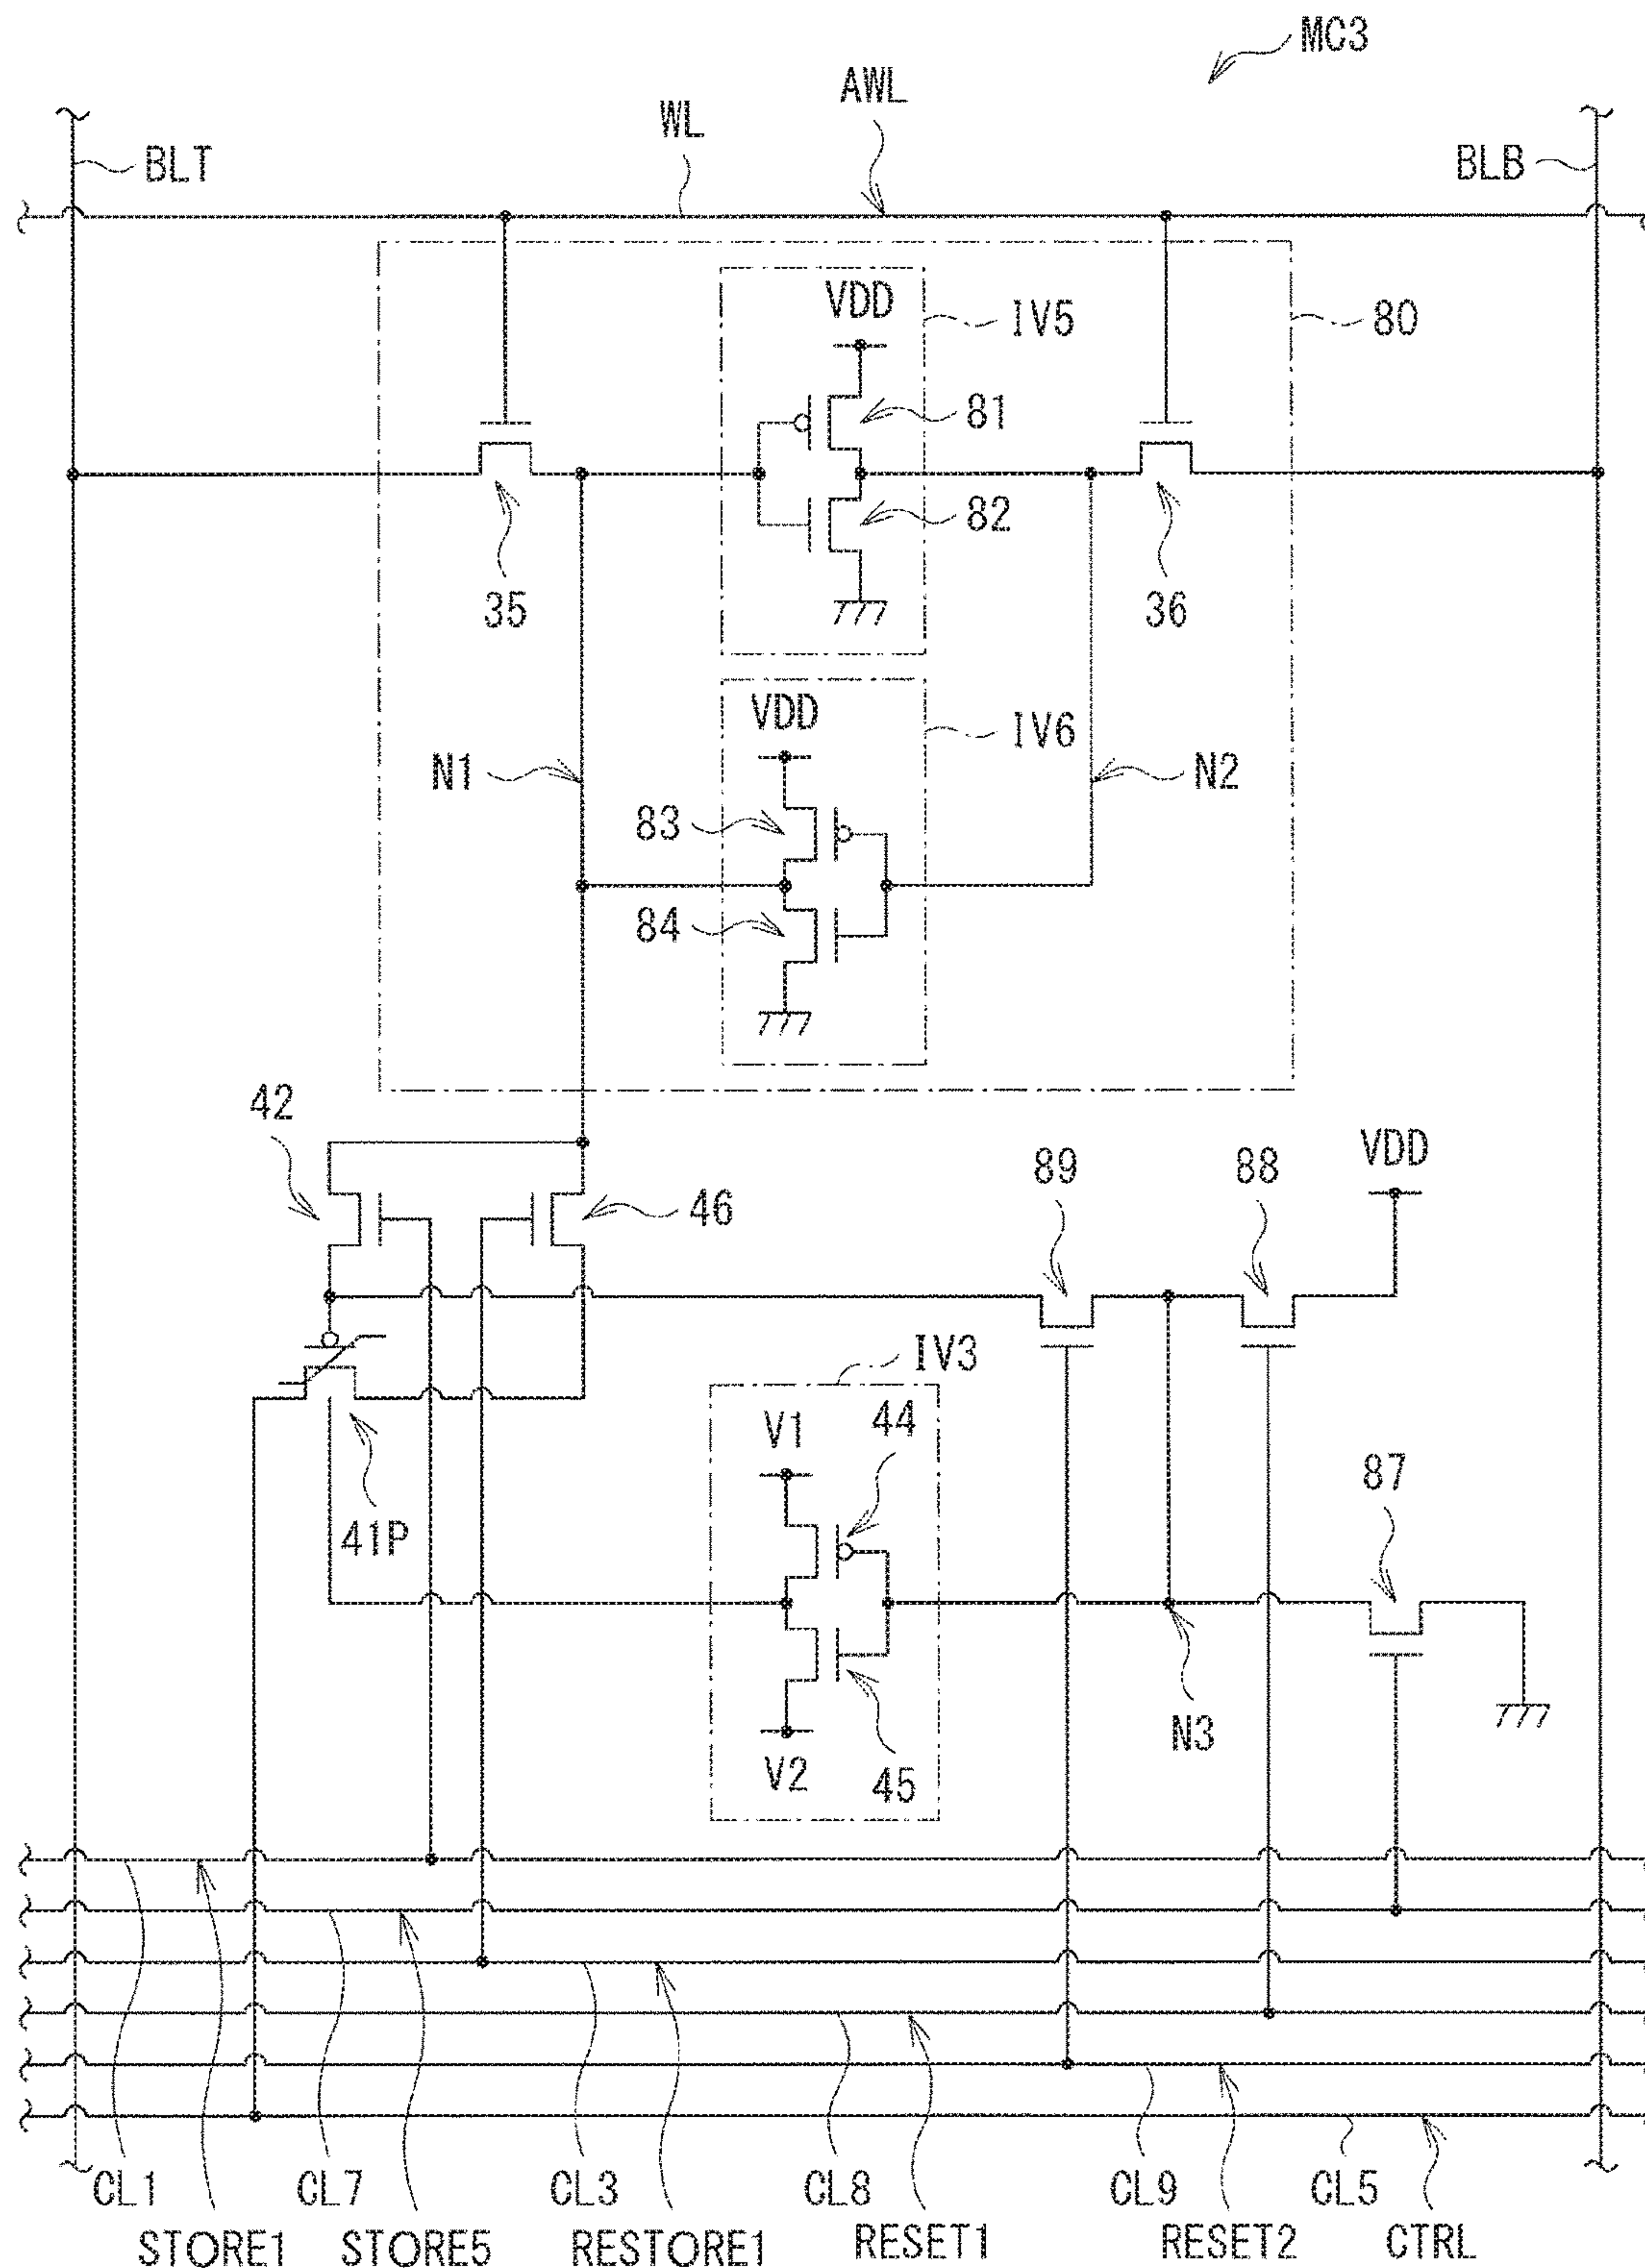 MC3
AWL
WL
BLT
BLB
VDD
IV5
80
81
82
35
36
VDD
IV6
N1
N2
83
84
42
VDD
89
88
46
IV3
V1
44
87
41P
N3
V2
45
CL1
CL7
CL3
CL8
CL9
CL5
STORE1
STORE5
RESTORE1
RESET1
RESET2
CTRL